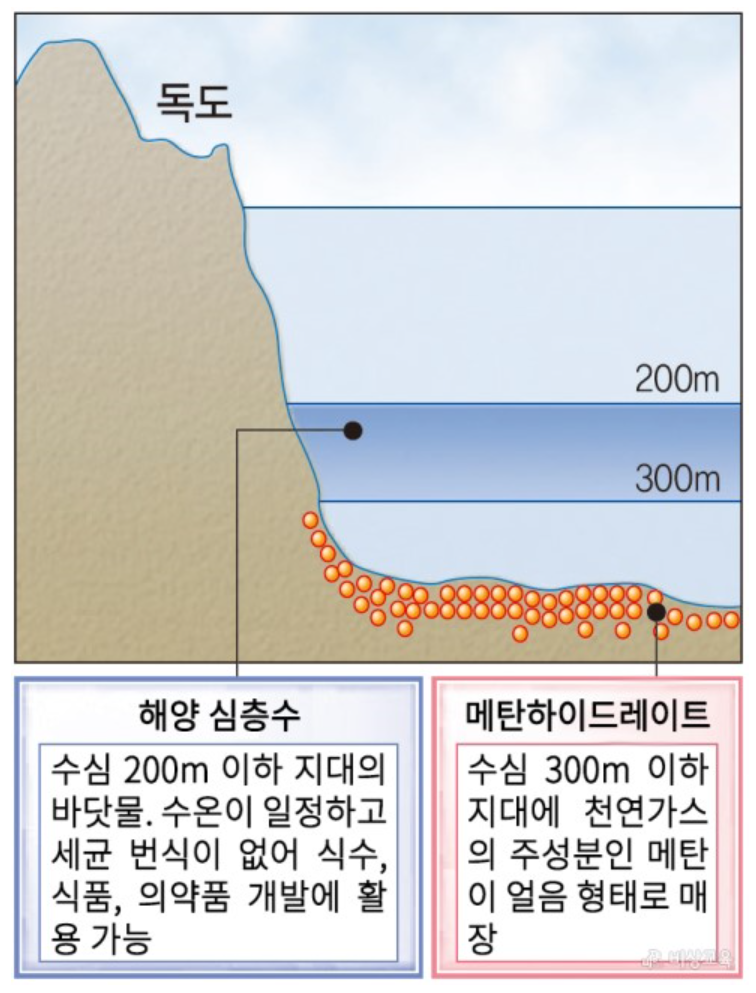 독도
200m
300m
해양 심층수
수심 200m 이하 지대의
바닷물. 수온이 일정하고
세균 번식이 없어 식수,
식품, 의약품 개발에 활
용 가능
메탄하이드레이트
수심 300m 이하
지대에 천연가스
의 주성분인 메탄
이 얼음 형태로 매
장
비상교육